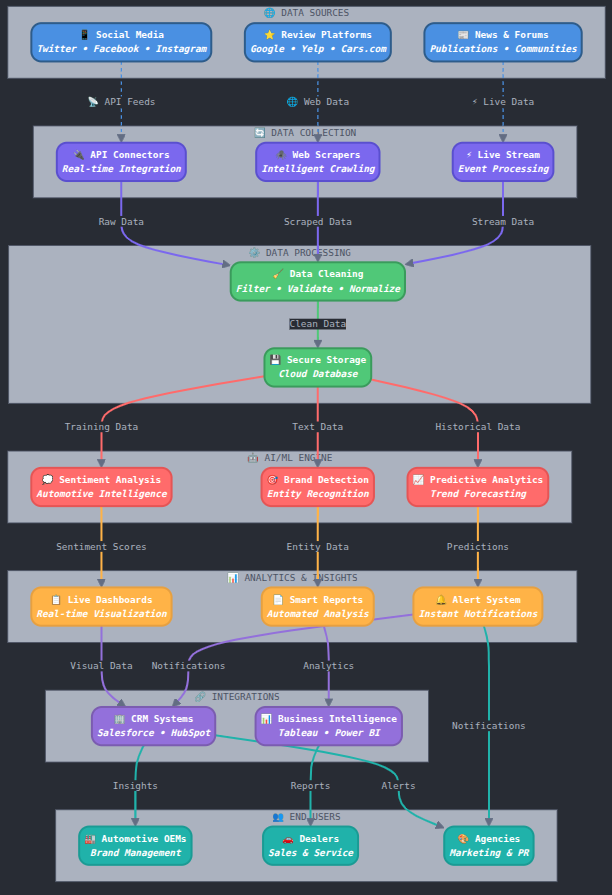 🌐 DATA SOURCES
📱 Social Media
Twitter • Facebook • Instagram
⭐ Review Platforms
Google • Yelp • Cars.com
📰 News & Forums
Publications • Communities
📡 API Feeds
🌐 Web Data
⚡ Live Data
🔄 DATA COLLECTION
🔌 API Connectors
Real-time Integration
🕷 Web Scrapers
Intelligent Crawling
⚡ Live Stream
Event Processing
Raw Data
Scraped Data
Stream Data
⚙️ DATA PROCESSING
🧹 Data Cleaning
Filter • Validate • Normalize
Clean Data
💾 Secure Storage
Cloud Database
Training Data
Text Data
Historical Data
🤖 AI/ML ENGINE
💭 Sentiment Analysis
Automotive Intelligence
🎯 Brand Detection
Entity Recognition
📈 Predictive Analytics
Trend Forecasting
Sentiment Scores
Entity Data
Predictions
📊 ANALYTICS & INSIGHTS
📋 Live Dashboards
Real-time Visualization
📄 Smart Reports
Automated Analysis
🔔 Alert System
Instant Notifications
Visual Data
Notifications
Analytics
🔗 INTEGRATIONS
🏢 CRM Systems
Salesforce • HubSpot
📊 Business Intelligence
Tableau • Power BI
Notifications
Insights
Reports
Alerts
👥 END USERS
🏭 Automotive OEMs
Brand Management
🚗 Dealers
Sales & Service
🎨 Agencies
Marketing & PR